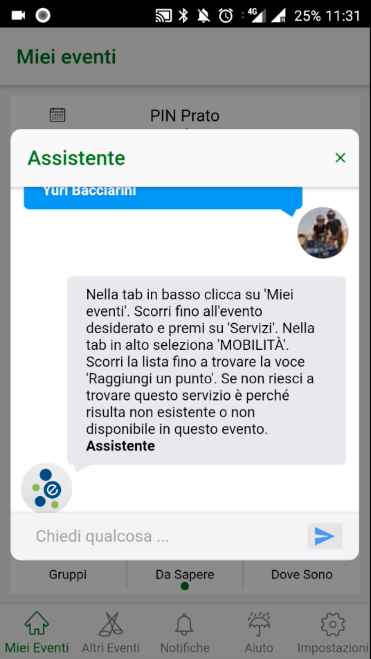 4G
25% 11:31
Miei eventi
PIN Prato
Assistente
×
Yuri Bacciarini
Nella tab in basso clicca su 'Miei
eventi'. Scorri fino all'evento
desiderato e premi su 'Servizi'. Nella
tab in alto seleziona 'MOBILITÀ'.
Scorri la lista fino a trovare la voce
'Raggiungi un punto'. Se non riesci a
trovare questo servizio è perché
risulta non esistente o non
disponibile in questo evento.
Assistente
Chiedi qualcosa ...
Gruppi Da Sapere Dove Sono
Miei Eventi Altri Eventi Notifiche Aiuto Impostazioni